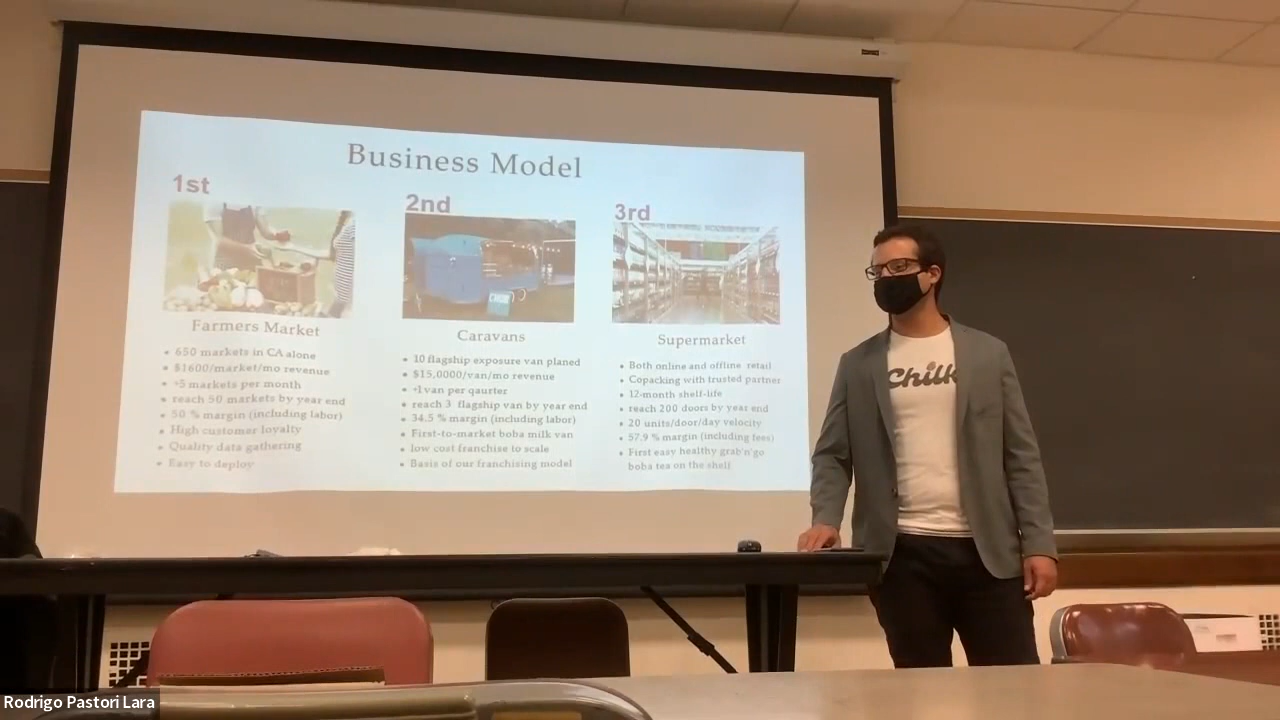 Business Model
1st
Farmers Market
• 650 markets in CA alone
• $1600/market/mo revenue
• +5 markets per month
• reach 50 markets by year end
• 50 % margin (including labor)
• High customer loyalty
• Quality data gathering
• Easy to deploy
2nd
Caravans
• 10 flagship exposure van planed
• $15,0000/van/mo revenue
• +1 van per qaurter
• reach 3 flagship van by year end
• 34.5 % margin (including labor)
• First-to-market boba milk van
• low cost franchise to scale
• Basis of our franchising model
3rd
Supermarket
• Both online and offline retail
• Copacking with trusted partner
• 12-month shelf-life
• reach 200 doors by year end
• 20 units/door/day velocity
• 57.9 % margin (including fees)
• First easy healthy grab'n'go
boba tea on the shelf
Chilk
Rodrigo Pastori Lara